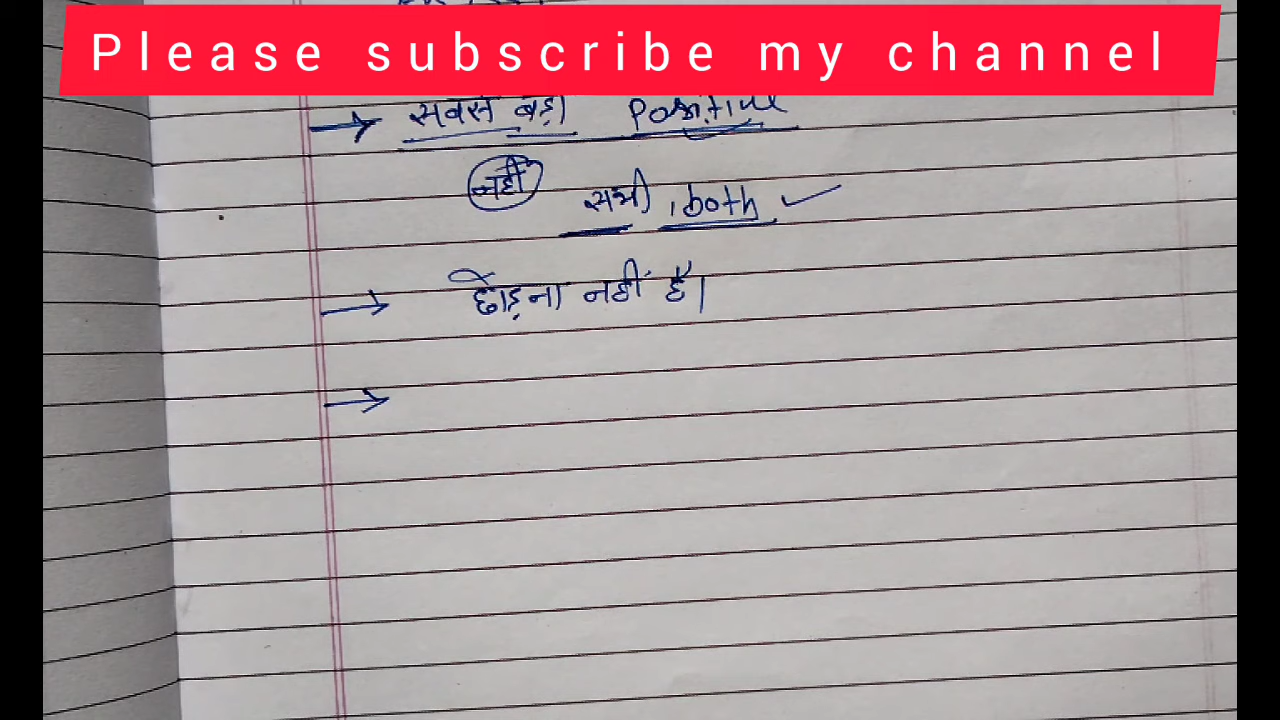 Please subscribe my channel
→ सबसे बड़ा Positive
नहीं
सभी, both ✓
→ छोड़ना नहीं है।
→